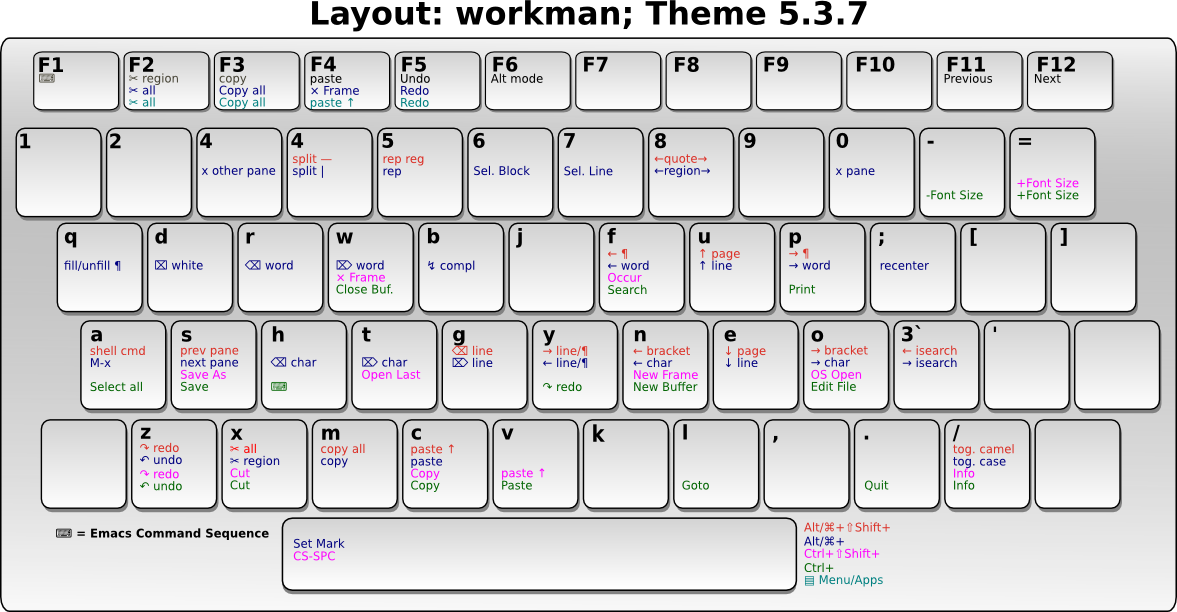 Layout: workman; Theme 5.3.7
F1
⌨
F2
✂ region
✂ all
✂ all
F3
copy
Copy all
Copy all
F4
paste
× Frame
paste ↑
F5
Undo
Redo
Redo
F6
Alt mode
F7
F8
F9
F10
F11
Previous
F12
Next
1
2
4
x other pane
4
split —
split |
5
rep reg
rep
6
Sel. Block
7
Sel. Line
8
←quote→
←region→
9
0
x pane
-
-Font Size
=
+Font Size
+Font Size
q
fill/unfill ¶
d
⌧ white
r
⌫ word
w
⌦ word
× Frame
Close Buf.
b
↯ compl
j
f
← ¶
← word
Occur
Search
u
↑ page
↑ line
p
→ ¶
→ word
Print
;
recenter
[
]
a
shell cmd
M-x
Select all
s
prev pane
next pane
Save As
Save
h
⌫ char
⌨
t
⌦ char
Open Last
g
⌫ line
⌦ line
y
→ line/¶
← line/¶
↷ redo
n
← bracket
← char
New Frame
New Buffer
e
↓ page
↓ line
o
→ bracket
→ char
OS Open
Edit File
3`
← isearch
→ isearch
'
z
↷ redo
↶ undo
↷ redo
↶ undo
x
✂ all
✂ region
Cut
Cut
m
copy all
copy
c
paste ↑
paste
Copy
Copy
v
paste ↑
Paste
k
l
Goto
,
.
Quit
/
tog. camel
tog. case
Info
Info
⌨ = Emacs Command Sequence
Set Mark
CS-SPC
Alt/⌘+⇧Shift+
Alt/⌘+
Ctrl+⇧Shift+
Ctrl+
▤ Menu/Apps